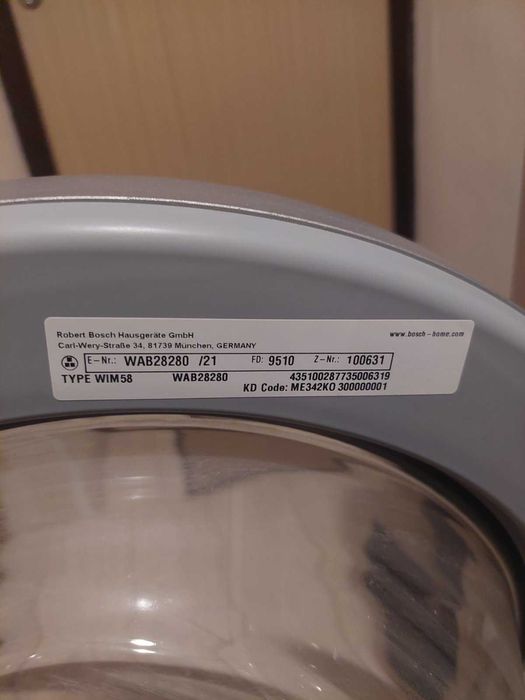 Robert Bosch Hausgeräte GmbH www.bosch-home.com
Carl-Wery-Straße 34, 81739 München, GERMANY
E-Nr.: WAB28280 /21 FD: 9510 Z-Nr.: 100631
TYPE WIM58 WAB28280 435100287735006319
KD Code: ME342KO 300000001